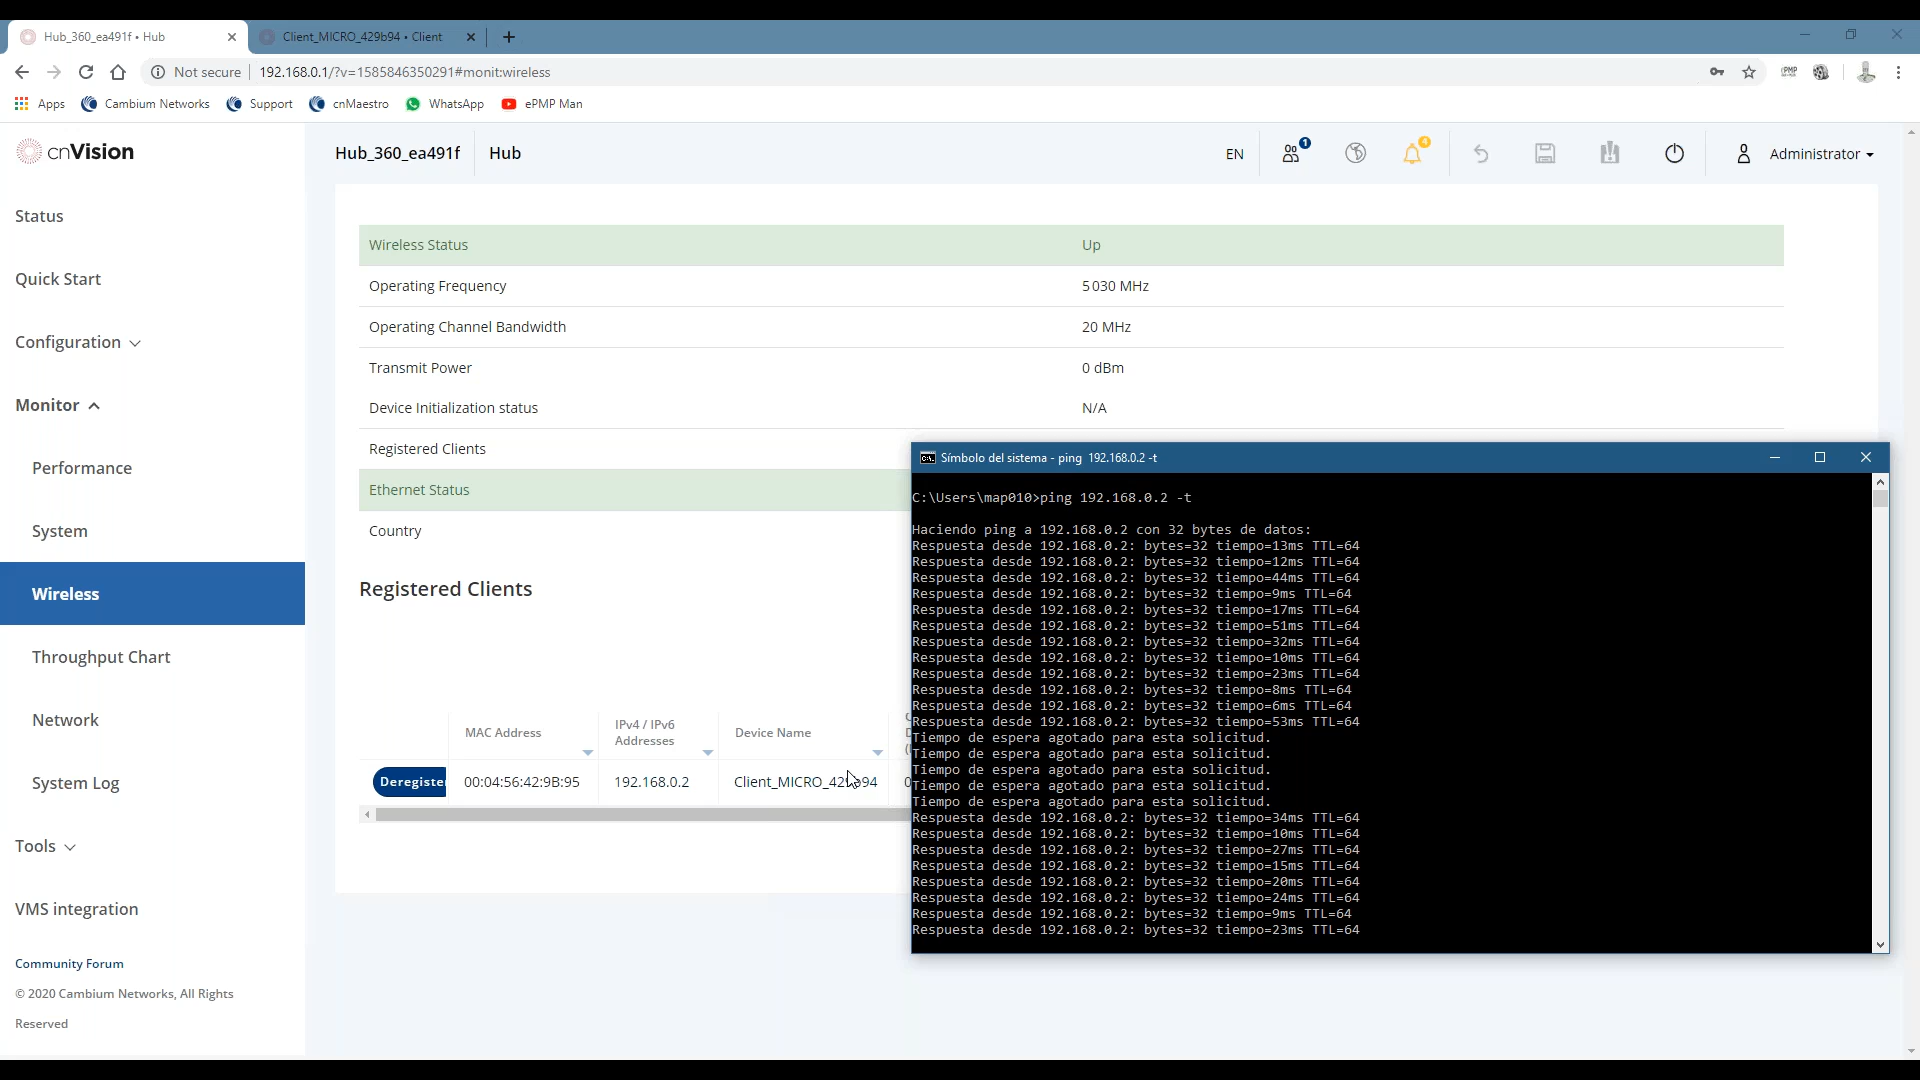 Hub_360_ea491f • Hub
Client_MICRO_429b94 • Client
Not secure
192.168.0.1/?v=1585846350291#monit:wireless
Apps
Cambium Networks
Support
cnMaestro
WhatsApp
ePMP Man
cnVision
Hub_360_ea491f
Hub
EN
1
4
Administrator
Status
Quick Start
Configuration
Monitor
Performance
System
Wireless
Throughput Chart
Network
System Log
Tools
VMS integration
Community Forum
© 2020 Cambium Networks, All Rights
Reserved
Wireless Status Up
Operating Frequency 5030 MHz
Operating Channel Bandwidth 20 MHz
Transmit Power 0 dBm
Device Initialization status N/A
Registered Clients
Ethernet Status
Country
Registered Clients
MAC Address
IPv4 / IPv6
Addresses
Device Name
Deregister
00:04:56:42:9B:95
192.168.0.2
Client_MICRO_429b94
Símbolo del sistema - ping 192.168.0.2 -t
C:\Users\map010>ping 192.168.0.2 -t
Haciendo ping a 192.168.0.2 con 32 bytes de datos:
Respuesta desde 192.168.0.2: bytes=32 tiempo=13ms TTL=64
Respuesta desde 192.168.0.2: bytes=32 tiempo=12ms TTL=64
Respuesta desde 192.168.0.2: bytes=32 tiempo=44ms TTL=64
Respuesta desde 192.168.0.2: bytes=32 tiempo=9ms TTL=64
Respuesta desde 192.168.0.2: bytes=32 tiempo=17ms TTL=64
Respuesta desde 192.168.0.2: bytes=32 tiempo=51ms TTL=64
Respuesta desde 192.168.0.2: bytes=32 tiempo=32ms TTL=64
Respuesta desde 192.168.0.2: bytes=32 tiempo=10ms TTL=64
Respuesta desde 192.168.0.2: bytes=32 tiempo=23ms TTL=64
Respuesta desde 192.168.0.2: bytes=32 tiempo=8ms TTL=64
Respuesta desde 192.168.0.2: bytes=32 tiempo=6ms TTL=64
Respuesta desde 192.168.0.2: bytes=32 tiempo=53ms TTL=64
Tiempo de espera agotado para esta solicitud.
Tiempo de espera agotado para esta solicitud.
Tiempo de espera agotado para esta solicitud.
Tiempo de espera agotado para esta solicitud.
Tiempo de espera agotado para esta solicitud.
Respuesta desde 192.168.0.2: bytes=32 tiempo=34ms TTL=64
Respuesta desde 192.168.0.2: bytes=32 tiempo=10ms TTL=64
Respuesta desde 192.168.0.2: bytes=32 tiempo=27ms TTL=64
Respuesta desde 192.168.0.2: bytes=32 tiempo=15ms TTL=64
Respuesta desde 192.168.0.2: bytes=32 tiempo=20ms TTL=64
Respuesta desde 192.168.0.2: bytes=32 tiempo=24ms TTL=64
Respuesta desde 192.168.0.2: bytes=32 tiempo=9ms TTL=64
Respuesta desde 192.168.0.2: bytes=32 tiempo=23ms TTL=64